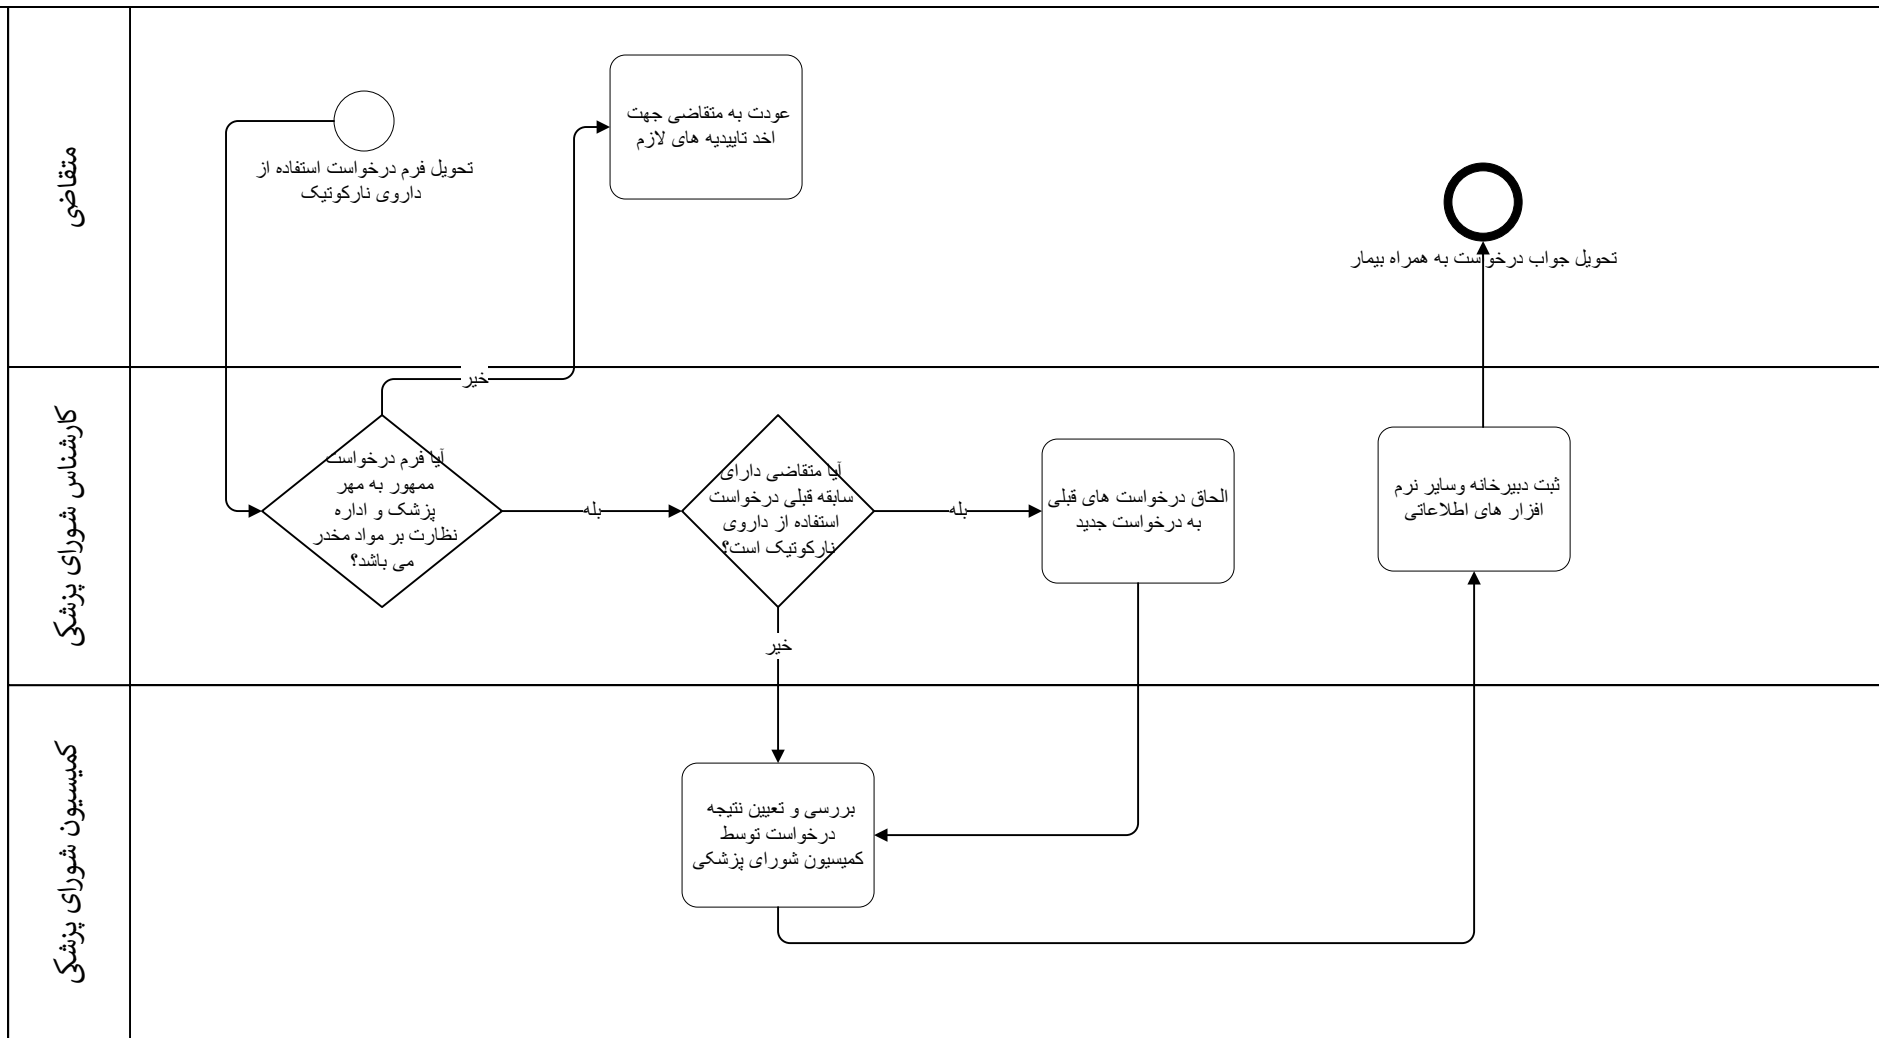 متقاضی
تحویل فرم درخواست استفاده از
داروی نارکوتیک
عودت به متقاضی جهت
اخد تاییدیه های لازم
تحویل جواب درخواست به همراه بیمار
کارشناس شورای پزشکی
خیر
آیا فرم درخواست
ممهور به مهر
پزشک و اداره
نظارت بر مواد مخدر
می باشد؟
بله
آیا متقاضی دارای
سابقه قبلی درخواست
استفاده از داروی
نارکوتیک است؟
بله
الحاق درخواست های قبلی
به درخواست جدید
ثبت دبیرخانه وسایر نرم
افزار های اطلاعاتی
خیر
کمیسیون شورای پزشکی
بررسی و تعیین نتیجه
درخواست توسط
کمیسیون شورای پزشکی